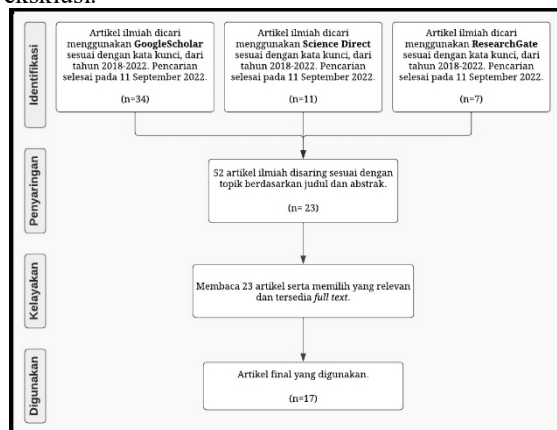 eksklusi.
Identifikasi
Artikel ilmiah dicari
menggunakan GoogleScholar
sesuai dengan kata kunci, dari
tahun 2018-2022. Pencarian
selesai pada 11 September 2022.
(n=34)
Artikel ilmiah dicari
menggunakan Science Direct
sesuai dengan kata kunci, dari
tahun 2018-2022. Pencarian
selesai pada 11 September 2022.
(n=11)
Artikel ilmiah dicari
menggunakan ResearchGate
sesuai dengan kata kunci, dari
tahun 2018-2022. Pencarian
selesai pada 11 September 2022.
(n=7)
Penyaringan
52 artikel ilmiah disaring sesuai dengan
topik berdasarkan judul dan abstrak.
(n= 23)
Kelayakan
Membaca 23 artikel serta memilih yang relevan
dan tersedia full text.
Digunakan
Artikel final yang digunakan.
(n=17)